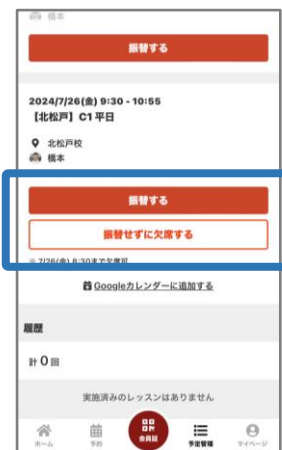 橋本
振替する
2024/7/26(金) 9:30 - 10:55
【北松戸】C1 平日
北松戸校
橋本
振替する
振替せずに欠席する
※ 7/26(金) 8:30まで欠席可
Googleカレンダーに追加する
履歴
計 0 回
実施済みのレッスンはありません
ホーム
予約
会員証
予定管理
マイページ